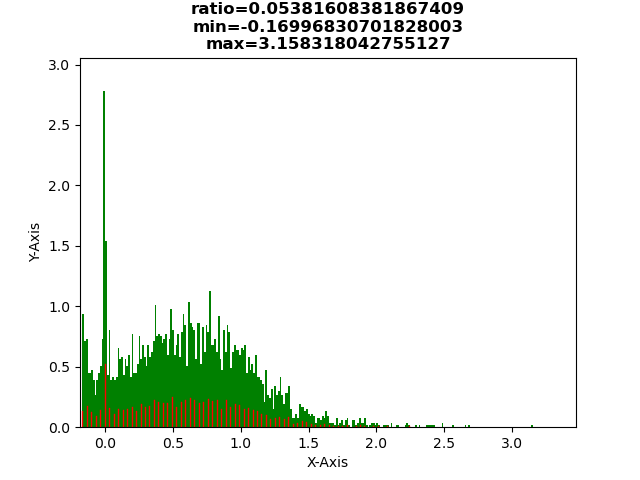 ratio=0.05381608381867409
min=-0.16996830701828003
max=3.158318042755127
3.0
2.5
2.0
1.5
1.0
0.5
0.0
Y-Axis
0.0 0.5 1.0 1.5 2.0 2.5 3.0
X-Axis